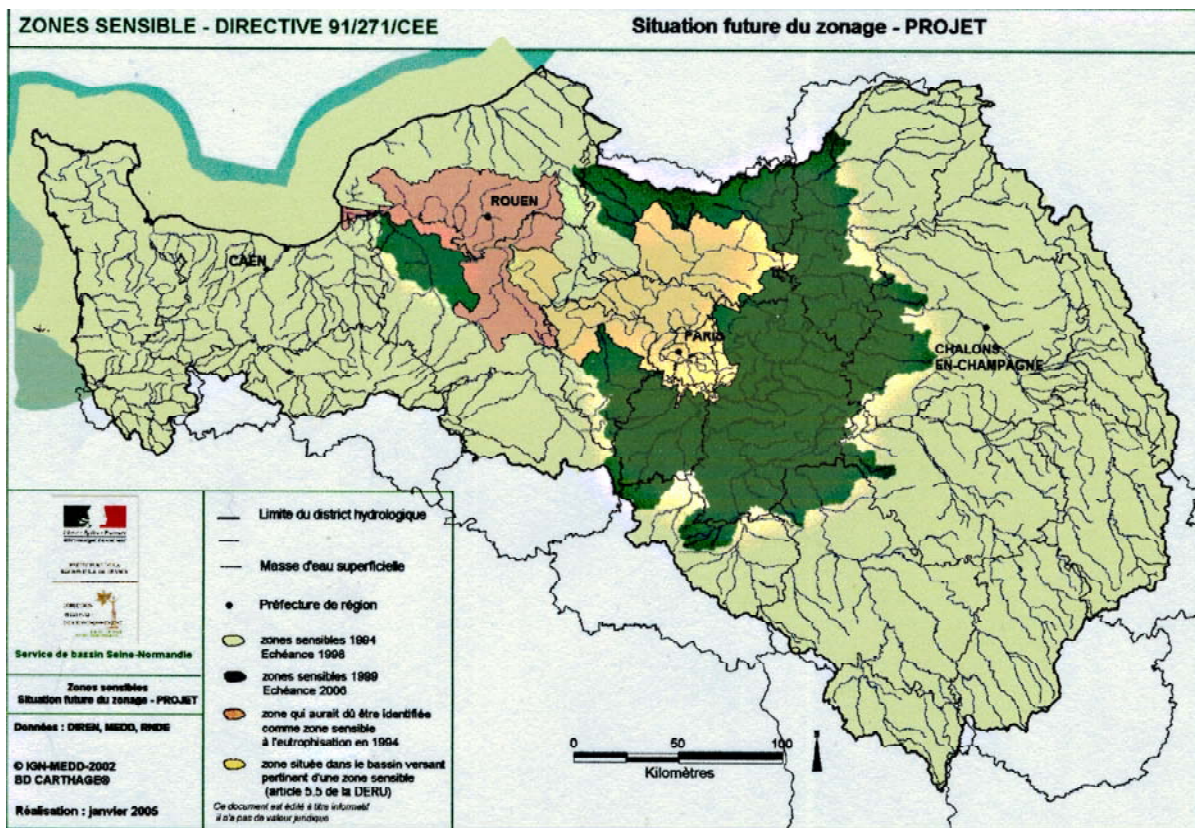 ZONES SENSIBLE - DIRECTIVE 91/271/CEE
Situation future du zonage - PROJET
ROUEN
CAEN
PARIS
CHALONS
EN-CHAMPAGNE
Limite du district hydrologique
Masse d'eau superficielle
Préfecture de région
zones sensibles 1994
Echéance 1998
zones sensibles 1999
Echéance 2006
zone qui aurait dû être identifiée
comme zone sensible
à l'eutrophisation en 1994
zone située dans le bassin versant
pertinent d'une zone sensible
(article 5.5 de la DERU)
Ce document est édité à titre informatif
il n'a pas de valeur juridique
Service de bassin Seine-Normandie
Zones sensibles
Situation future du zonage - PROJET
Données : DIREN, MEDD, RNDE
© IGN-MEDD-2002
BD CARTHAGE®
Réalisation : janvier 2005
0 50 100
Kilomètres